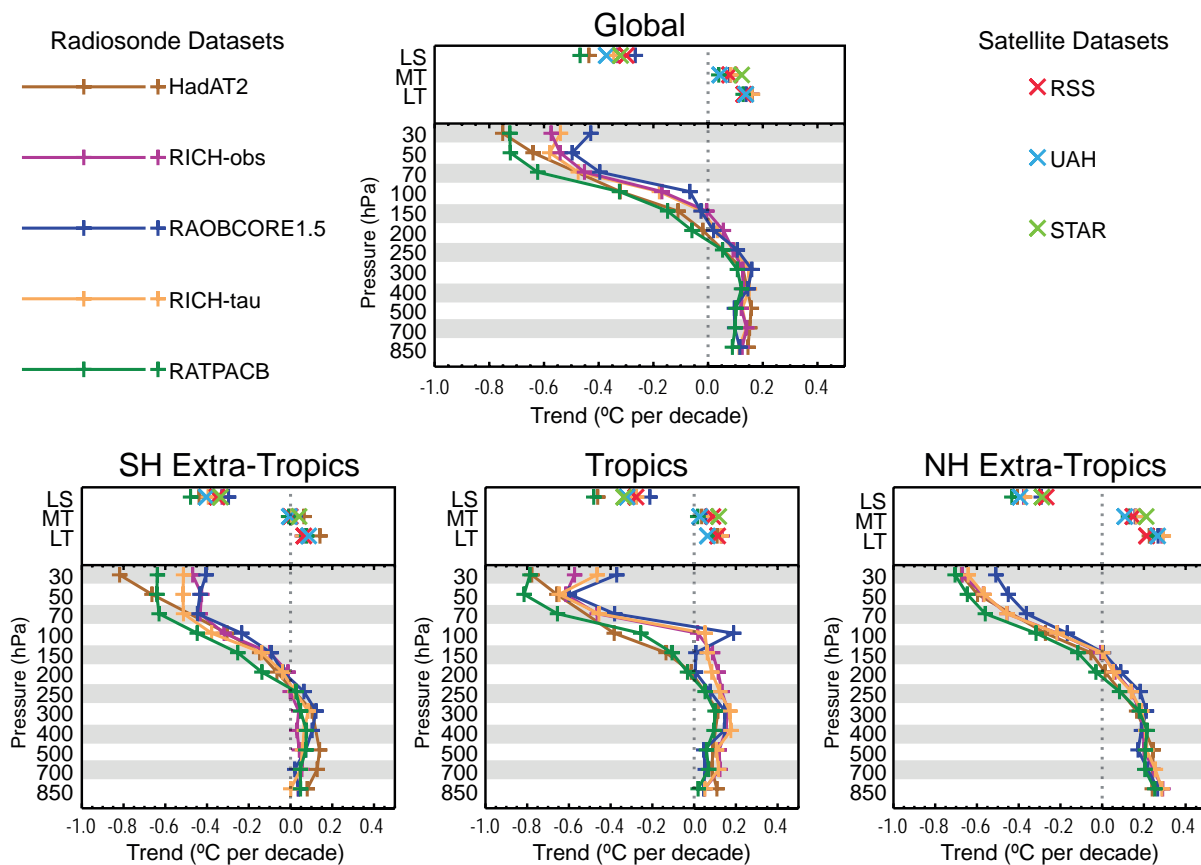 Global
Radiosonde Datasets
HadAT2
RICH-obs
RAOBCORE1.5
RICH-tau
RATPACB
Satellite Datasets
RSS
UAH
STAR
LS
MT
LT
30
50
70
100
150
200
250
300
400
500
700
850
Pressure (hPa)
-1.0 -0.8 -0.6 -0.4 -0.2 0.0 0.2 0.4
Trend (ºC per decade)
SH Extra-Tropics
LS
MT
LT
30
50
70
100
150
200
250
300
400
500
700
850
Pressure (hPa)
-1.0 -0.8 -0.6 -0.4 -0.2 0.0 0.2 0.4
Trend (ºC per decade)
Tropics
LS
MT
LT
30
50
70
100
150
200
250
300
400
500
700
850
Pressure (hPa)
-1.0 -0.8 -0.6 -0.4 -0.2 0.0 0.2 0.4
Trend (ºC per decade)
NH Extra-Tropics
LS
MT
LT
30
50
70
100
150
200
250
300
400
500
700
850
Pressure (hPa)
-1.0 -0.8 -0.6 -0.4 -0.2 0.0 0.2 0.4
Trend (ºC per decade)